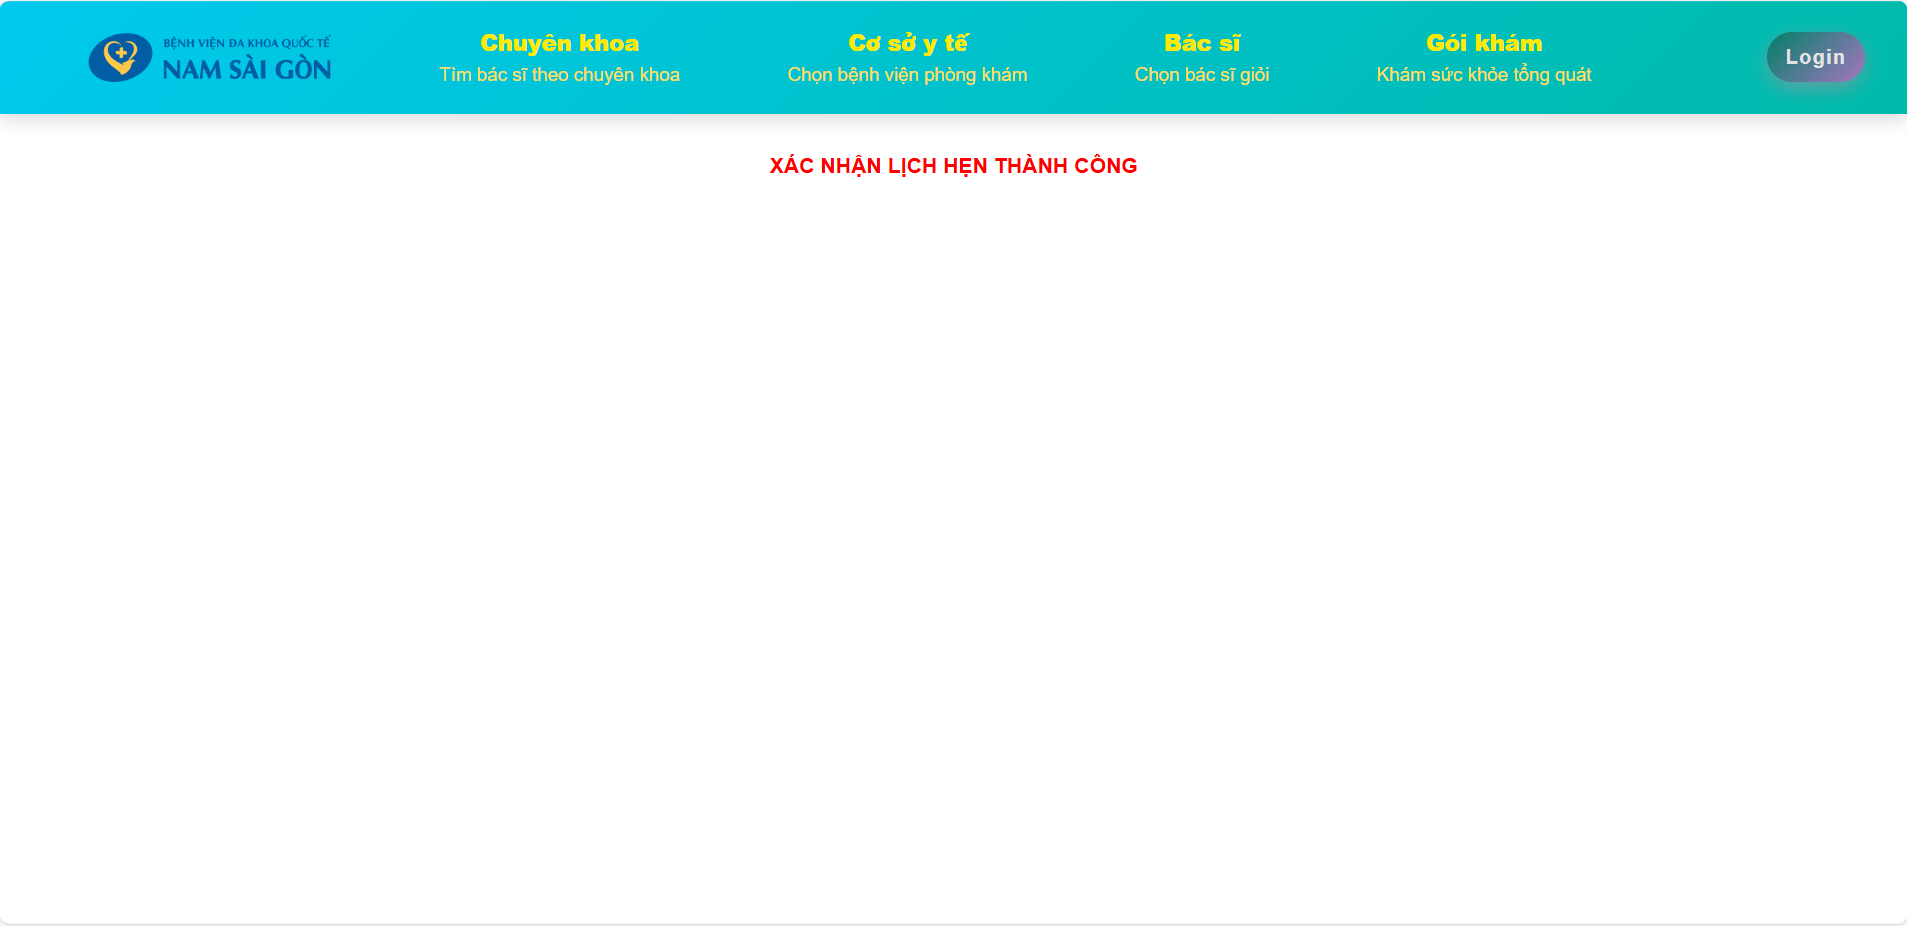 BỆNH VIỆN ĐA KHOA QUỐC TẾ
NAM SÀI GÒN
Chuyên khoa
Tìm bác sĩ theo chuyên khoa
Cơ sở y tế
Chọn bệnh viện phòng khám
Bác sĩ
Chọn bác sĩ giỏi
Gói khám
Khám sức khỏe tổng quát
Login
XÁC NHẬN LỊCH HẸN THÀNH CÔNG